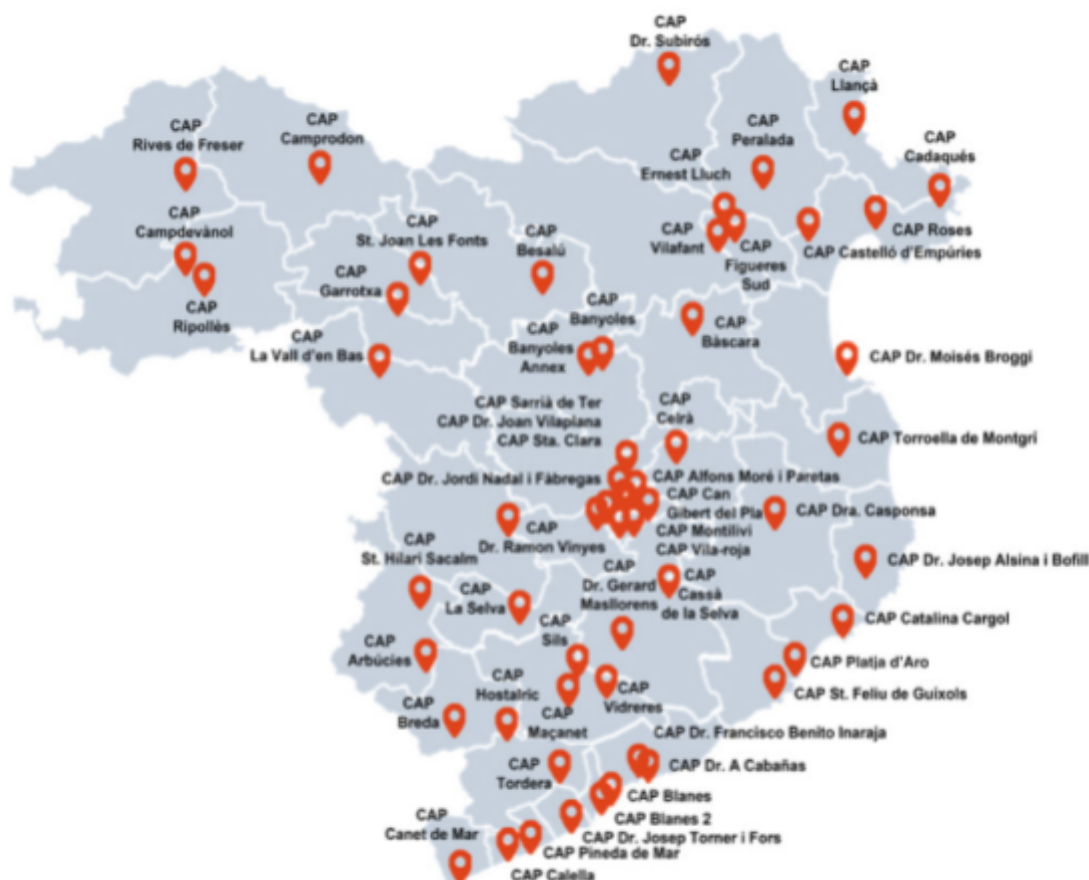 CAP
Dr. Subirós
CAP
Llançà
CAP
Rives de Freser
CAP
Camprodon
CAP
Peralada
CAP
Cadaqués
CAP
Ernest Lluch
CAP
Campdevànol
CAP
St. Joan Les Fonts
CAP
Besalú
CAP
Vilafant
CAP
Figueres
Sud
CAP Roses
CAP Castelló d'Empúries
CAP
Garrotxa
CAP
Ripollès
CAP
Banyoles
CAP
Banyoles
Annex
CAP
Bàscara
CAP
La Vall d'en Bas
CAP Dr. Moisés Broggi
CAP Sarrià de Ter
CAP Dr. Joan Vilaplana
CAP Sta. Clara
CAP
Celrà
CAP Torroella de Montgrí
CAP Dr. Jordi Nadal i Fàbregas
CAP Alfons Moré i Paretas
CAP Can
Gibert del Pla
CAP Dra. Casponsa
CAP
Dr. Ramon Vinyes
CAP Montilivi
CAP Vila-roja
CAP
St. Hilari Sacalm
CAP
Dr. Gerard
Masllorens
CAP Dr. Josep Alsina i Bofill
CAP
La Selva
CAP
Cassà
de la Selva
CAP Catalina Cargol
CAP
Sils
CAP
Arbúcies
CAP Platja d'Aro
CAP
Hostalric
CAP St. Feliu de Guíxols
CAP
Vidreres
CAP
Breda
CAP
Maçanet
CAP Dr. Francisco Benito Inaraja
CAP
Tordera
CAP Dr. A Cabañas
CAP Blanes
CAP Blanes 2
CAP
Canet de Mar
CAP Dr. Josep Torner i Fors
CAP Pineda de Mar
CAP Calella